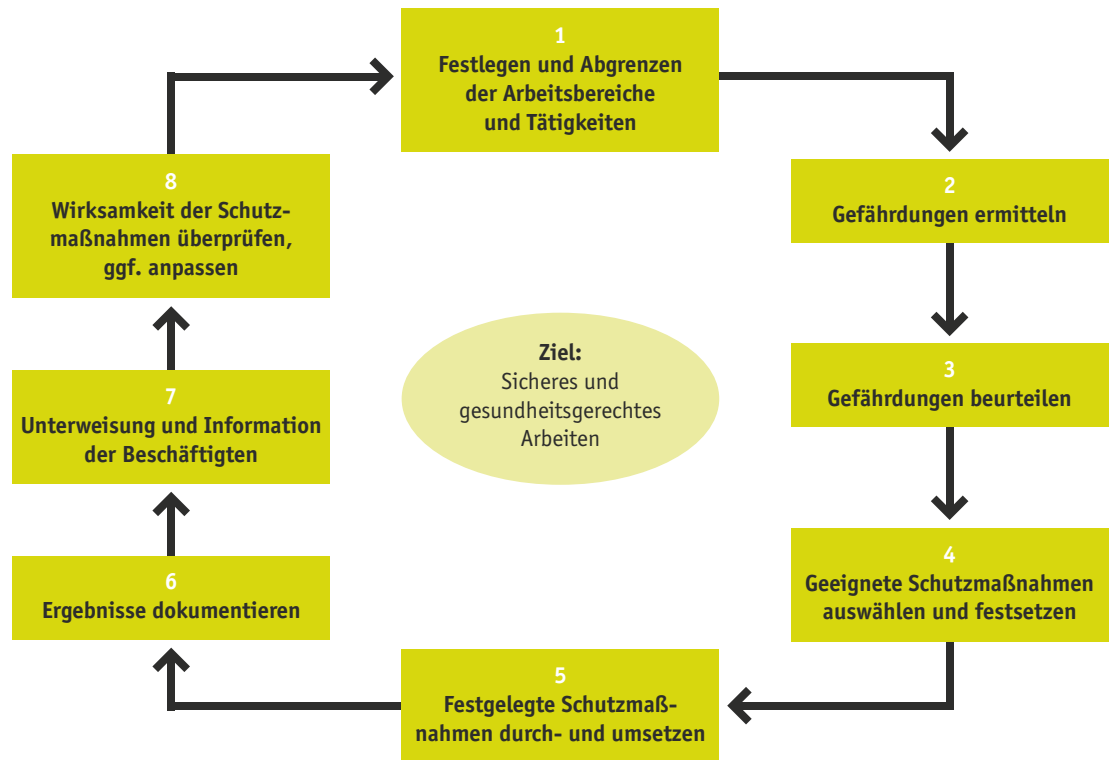 1
Festlegen und Abgrenzen
der Arbeitsbereiche
und Tätigkeiten
2
Gefährdungen ermitteln
3
Gefährdungen beurteilen
4
Geeignete Schutzmaßnahmen
auswählen und festsetzen
5
Festgelegte Schutzmaß-
nahmen durch- und umsetzen
6
Ergebnisse dokumentieren
7
Unterweisung und Information
der Beschäftigten
8
Wirksamkeit der Schutz-
maßnahmen überprüfen,
ggf. anpassen
Ziel:
Sicheres und
gesundheitsgerechtes
Arbeiten